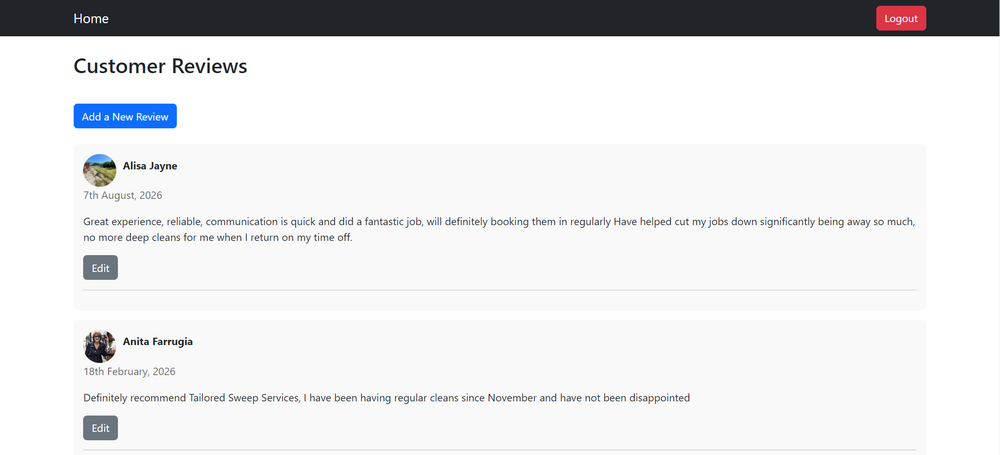 Home
Logout
Customer Reviews
Add a New Review
Alisa Jayne
7th August, 2026
Great experience, reliable, communication is quick and did a fantastic job, will definitely booking them in regularly Have helped cut my jobs down significantly being away so much,
no more deep cleans for me when I return on my time off.
Edit
Anita Farrugia
18th February, 2026
Definitely recommend Tailored Sweep Services, I have been having regular cleans since November and have not been disappointed
Edit